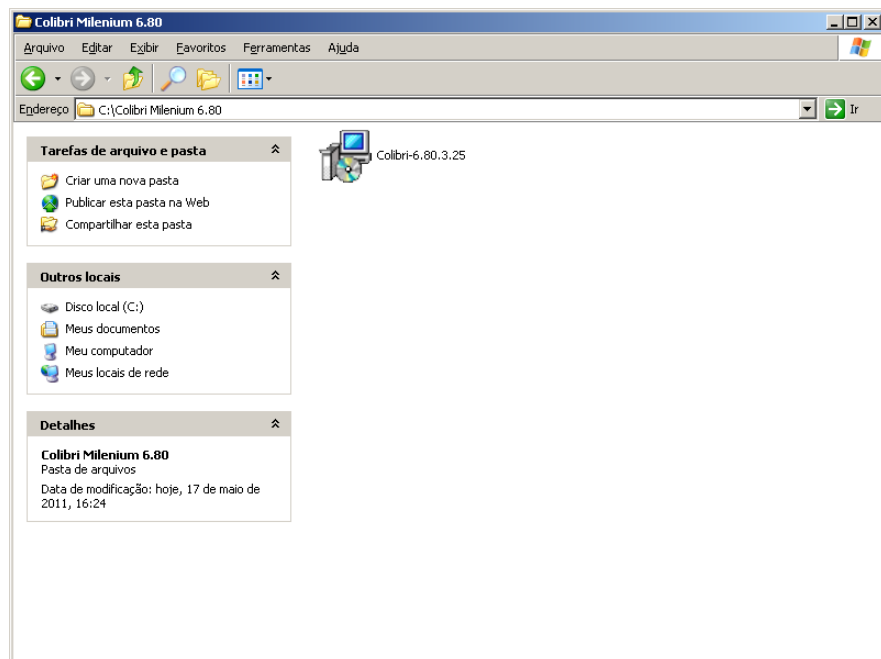 Colibri Milenium 6.80
Arquivo Editar Exibir Favoritos Ferramentas Ajuda
Endereço C:\Colibri Milenium 6.80 Ir
Tarefas de arquivo e pasta
Criar uma nova pasta
Publicar esta pasta na Web
Compartilhar esta pasta
Outros locais
Disco local (C:)
Meus documentos
Meu computador
Meus locais de rede
Detalhes
Colibri Milenium 6.80
Pasta de arquivos
Data de modificação: hoje, 17 de maio de
2011, 16:24
Colibri-6.80.3.25